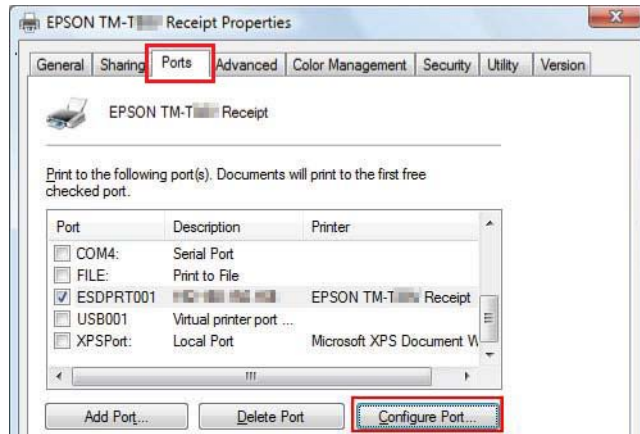 EPSON TM-T Receipt Properties
General Sharing Ports Advanced Color Management Security Utility Version
EPSON TM-T Receipt
Print to the following port(s). Documents will print to the first free
checked port.
Port Description Printer
COM4: Serial Port
FILE: Print to File
ESDPRT001 EPSON TM-T Receipt
USB001 Virtual printer port ...
XPSPort: Local Port Microsoft XPS Document W
Add Port... Delete Port Configure Port...